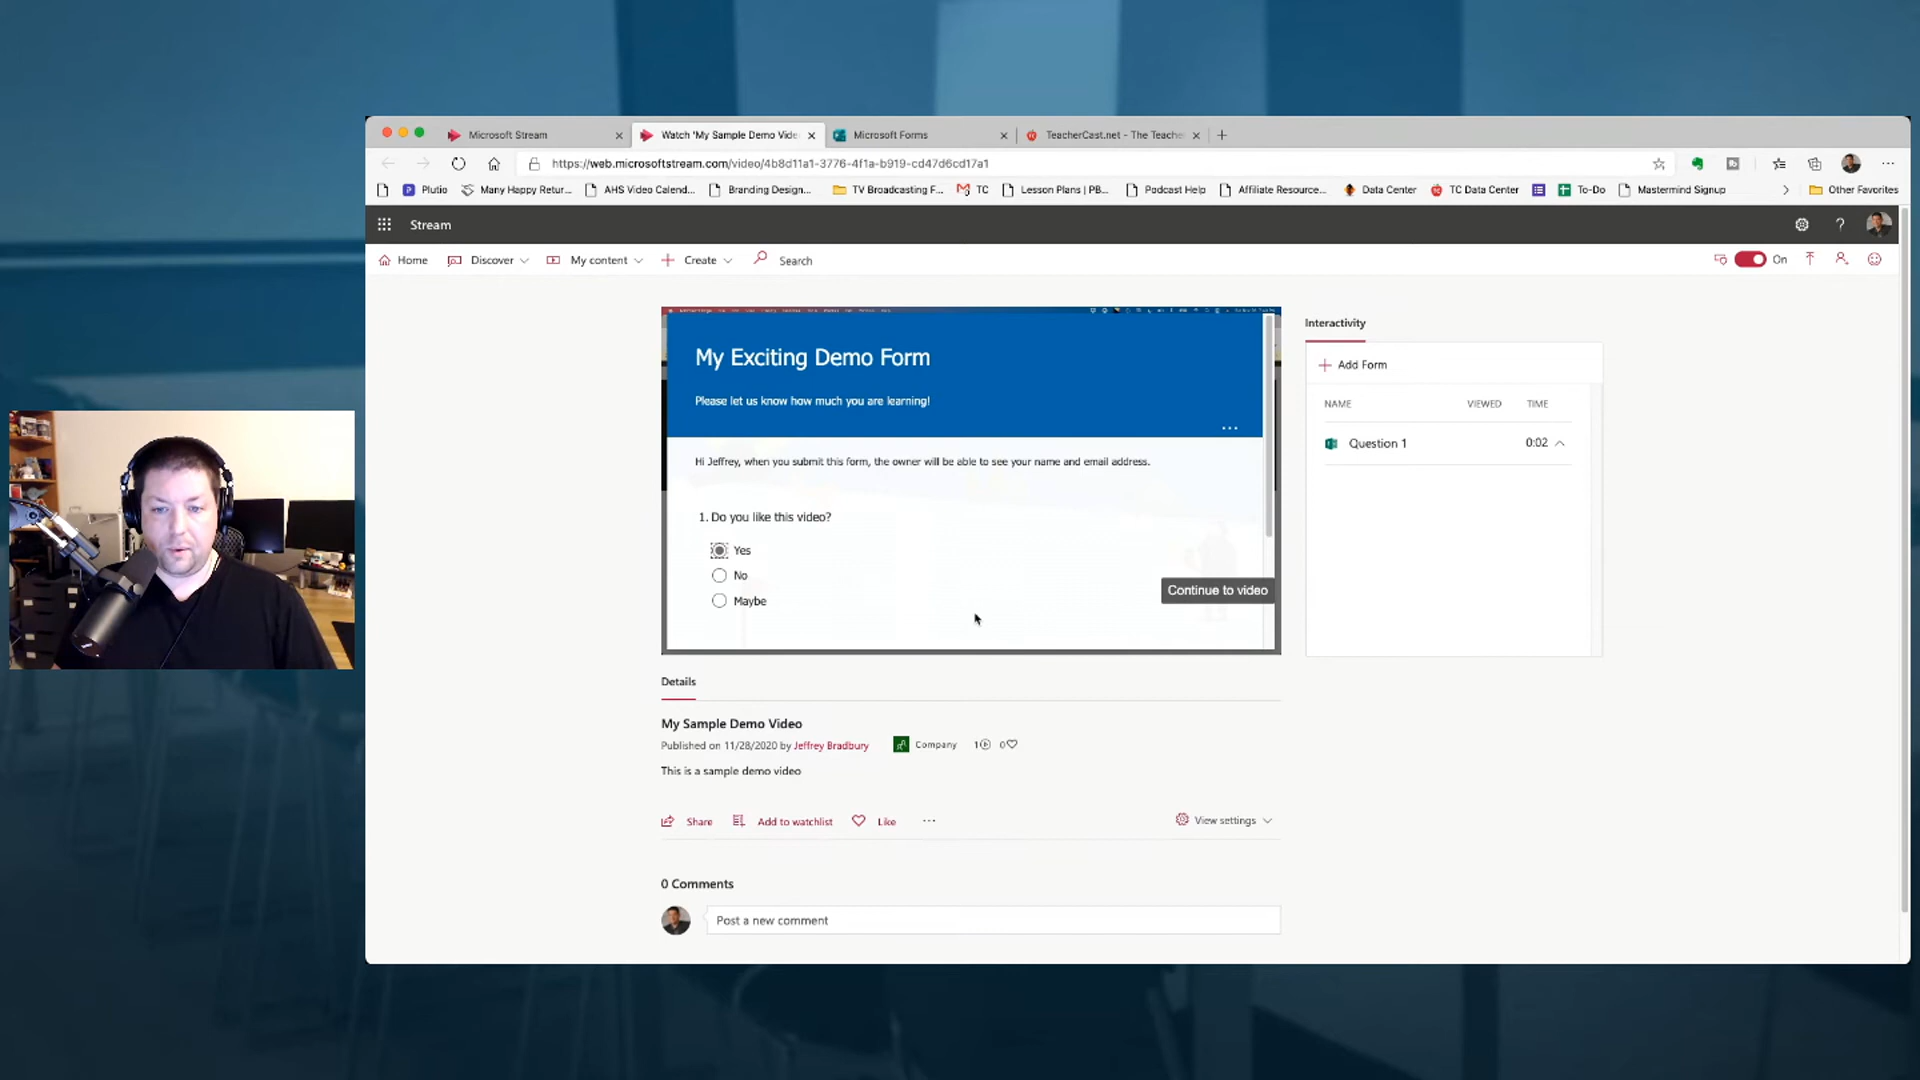 Microsoft Stream
Watch 'My Sample Demo Vide
Microsoft Forms
TeacherCast.net - The Teache
https://web.microsoftstream.com/video/4b8d11a1-3776-4f1a-b919-cd47d6cd17a1
Plutio
Many Happy Retur...
AHS Video Calend...
Branding Design...
TV Broadcasting F...
TC
Lesson Plans | PB...
Podcast Help
Affiliate Resource...
Data Center
TC Data Center
To-Do
Mastermind Signup
Other Favorites
Stream
Home
Discover
My content
Create
Search
On
My Exciting Demo Form
Please let us know how much you are learning!
...
Hi Jeffrey, when you submit this form, the owner will be able to see your name and email address.
1. Do you like this video?
Yes
No
Maybe
Continue to video
Interactivity
Add Form
NAME VIEWED TIME
Question 1 0:02
Details
My Sample Demo Video
Published on 11/28/2020 by Jeffrey Bradbury Company 1 0
This is a sample demo video
Share Add to watchlist Like ... View settings
0 Comments
Post a new comment